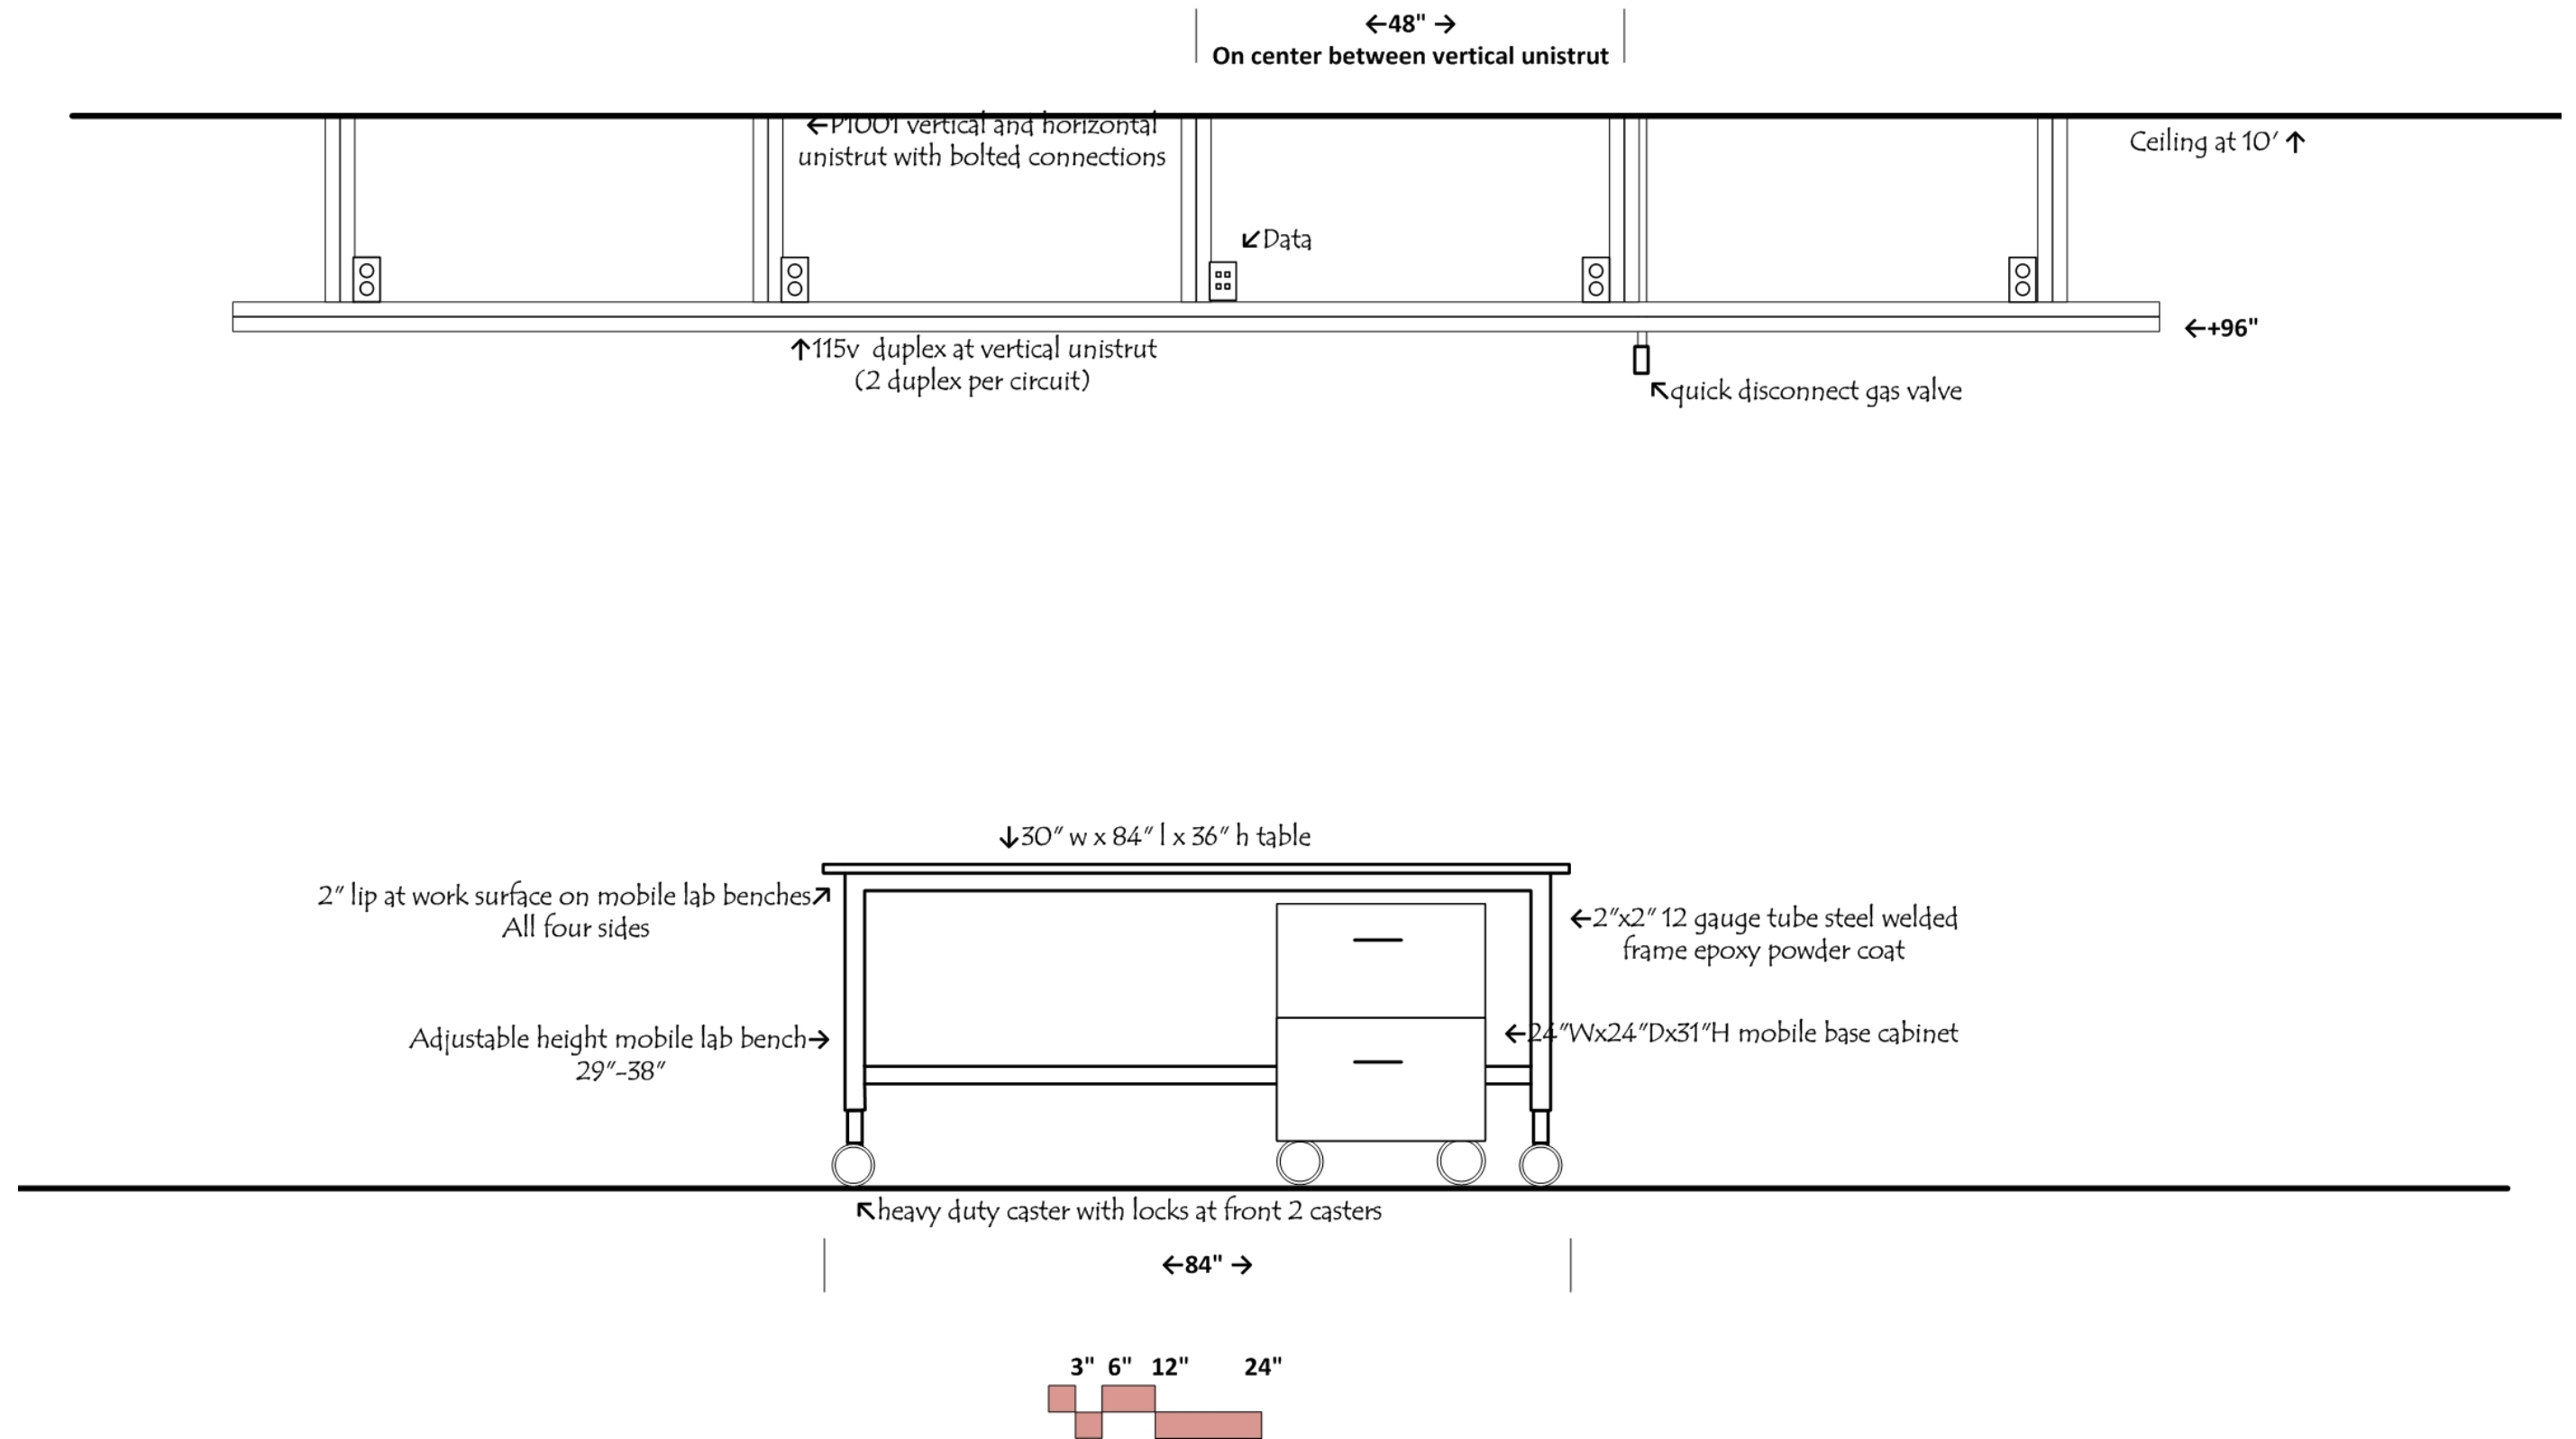 ←48" →
On center between vertical unistrut
←P1001 vertical and horizontal
unistrut with bolted connections
Ceiling at 10' ↑
↙Data
←+96"
↑115v duplex at vertical unistrut
(2 duplex per circuit)
↖quick disconnect gas valve
↓30" w x 84" l x 36" h table
2" lip at work surface on mobile lab benches↗
All four sides
←2"x2" 12 gauge tube steel welded
frame epoxy powder coat
Adjustable height mobile lab bench→
29"-38"
←24"Wx24"Dx31"H mobile base cabinet
↖heavy duty caster with locks at front 2 casters
←84" →
3" 6" 12" 24"